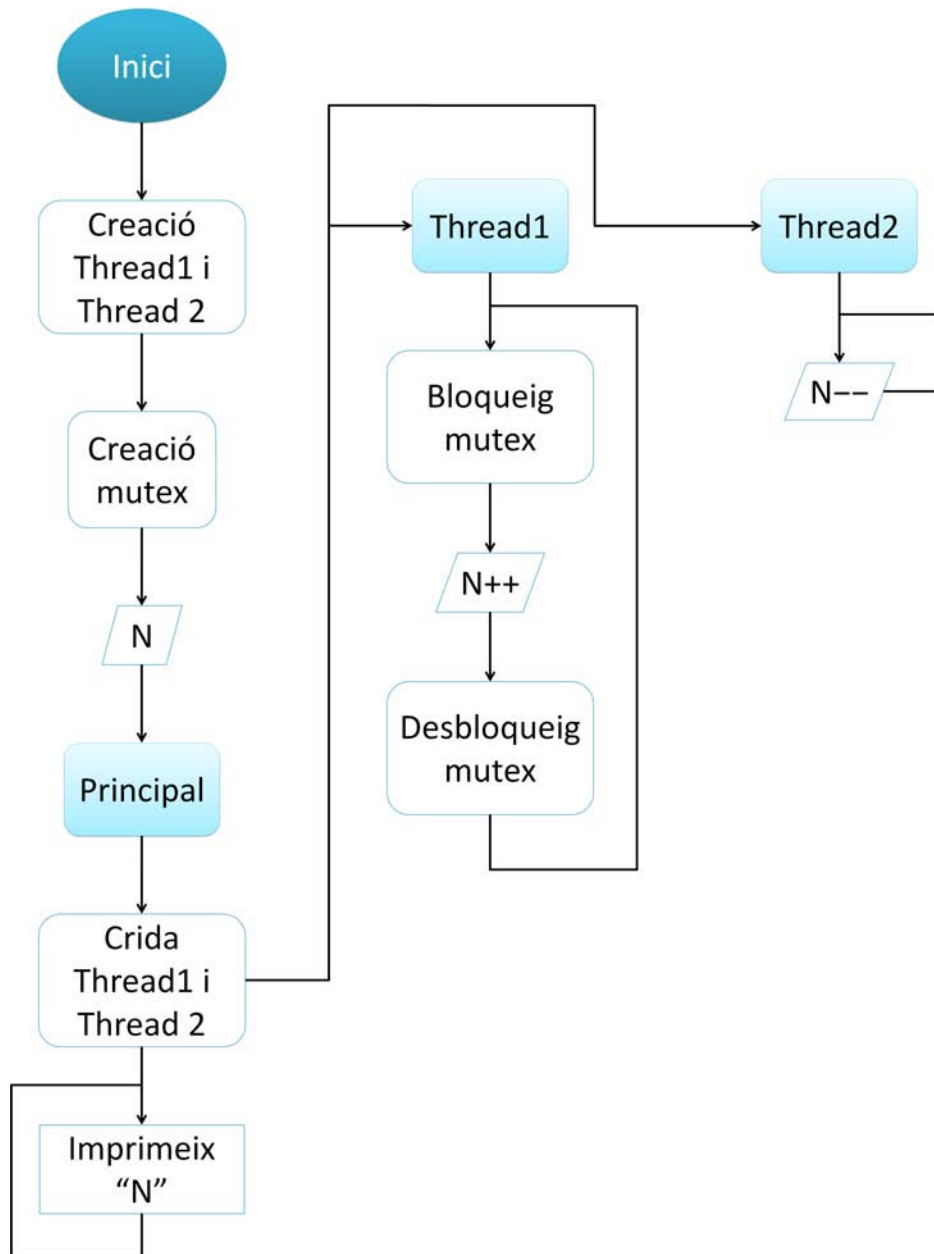 Inici
Creació
Thread1 i
Thread 2
Creació
mutex
N
Principal
Crida
Thread1 i
Thread 2
Imprimeix
“N”
Thread1
Bloqueig
mutex
N++
Desbloqueig
mutex
Thread2
N−−